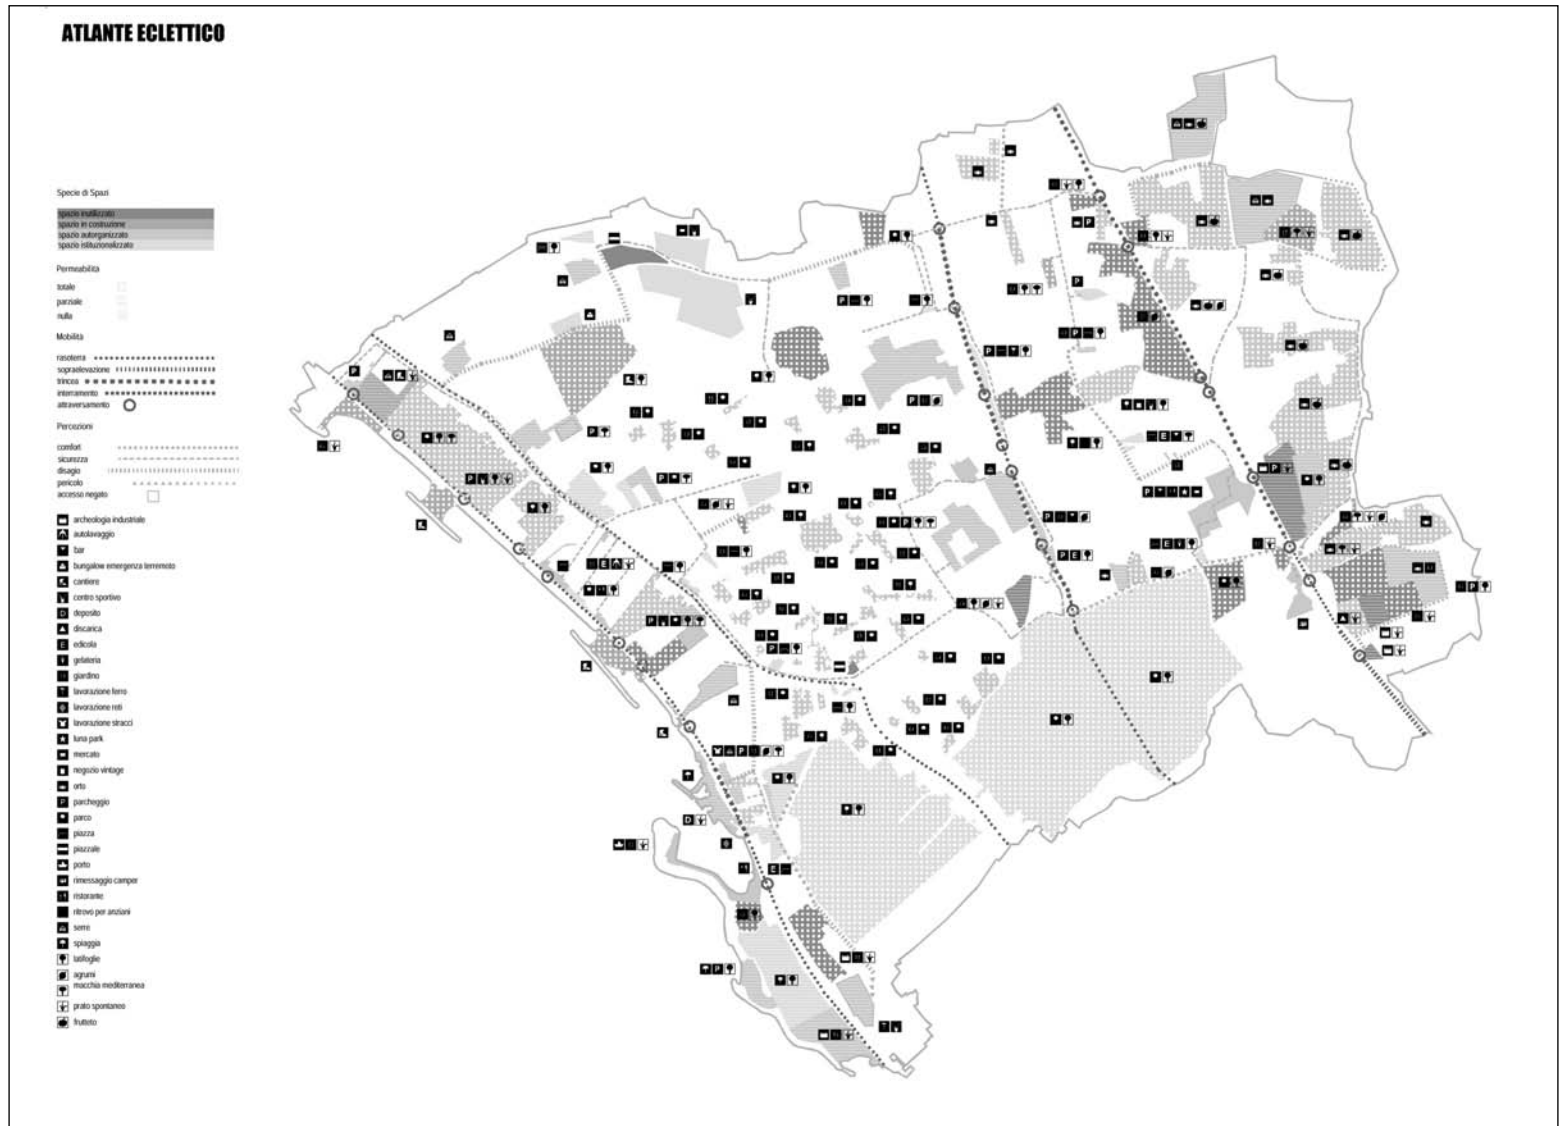 ATLANTE ECLETTICO
Specie di Spazi
spazio inutilizzato
spazio in costruzione
spazio autorganizzato
spazio istituzionalizzato
Permeabilità
totale
parziale
nulla
Mobilità
rasoterra
sopraelevazione
trincea
interramento
attraversamento
Percezioni
comfort
sicurezza
disagio
pericolo
accesso negato
archeologia industriale
autolavaggio
bar
bungalow emergenza terremoto
cantiere
centro sportivo
D deposito
discarica
E edicola
gelateria
giardino
lavorazione ferro
lavorazione reti
lavorazione stracci
luna park
mercato
negozio vintage
orto
P parcheggio
parco
piazza
piazzale
porto
rimessaggio camper
ristorante
ritrovo per anziani
serre
spiaggia
latifoglie
agrumi
macchia mediterranea
prato spontaneo
frutteto